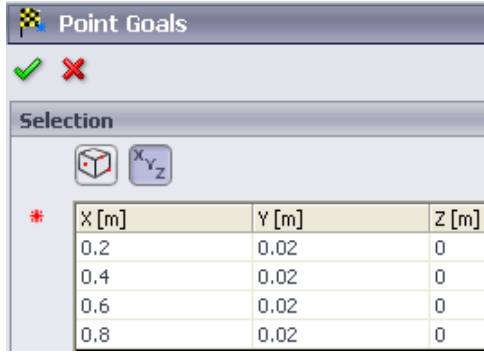 Point Goals
Selection
X Y Z
X [m] Y [m] Z [m]
0.2 0.02 0
0.4 0.02 0
0.6 0.02 0
0.8 0.02 0